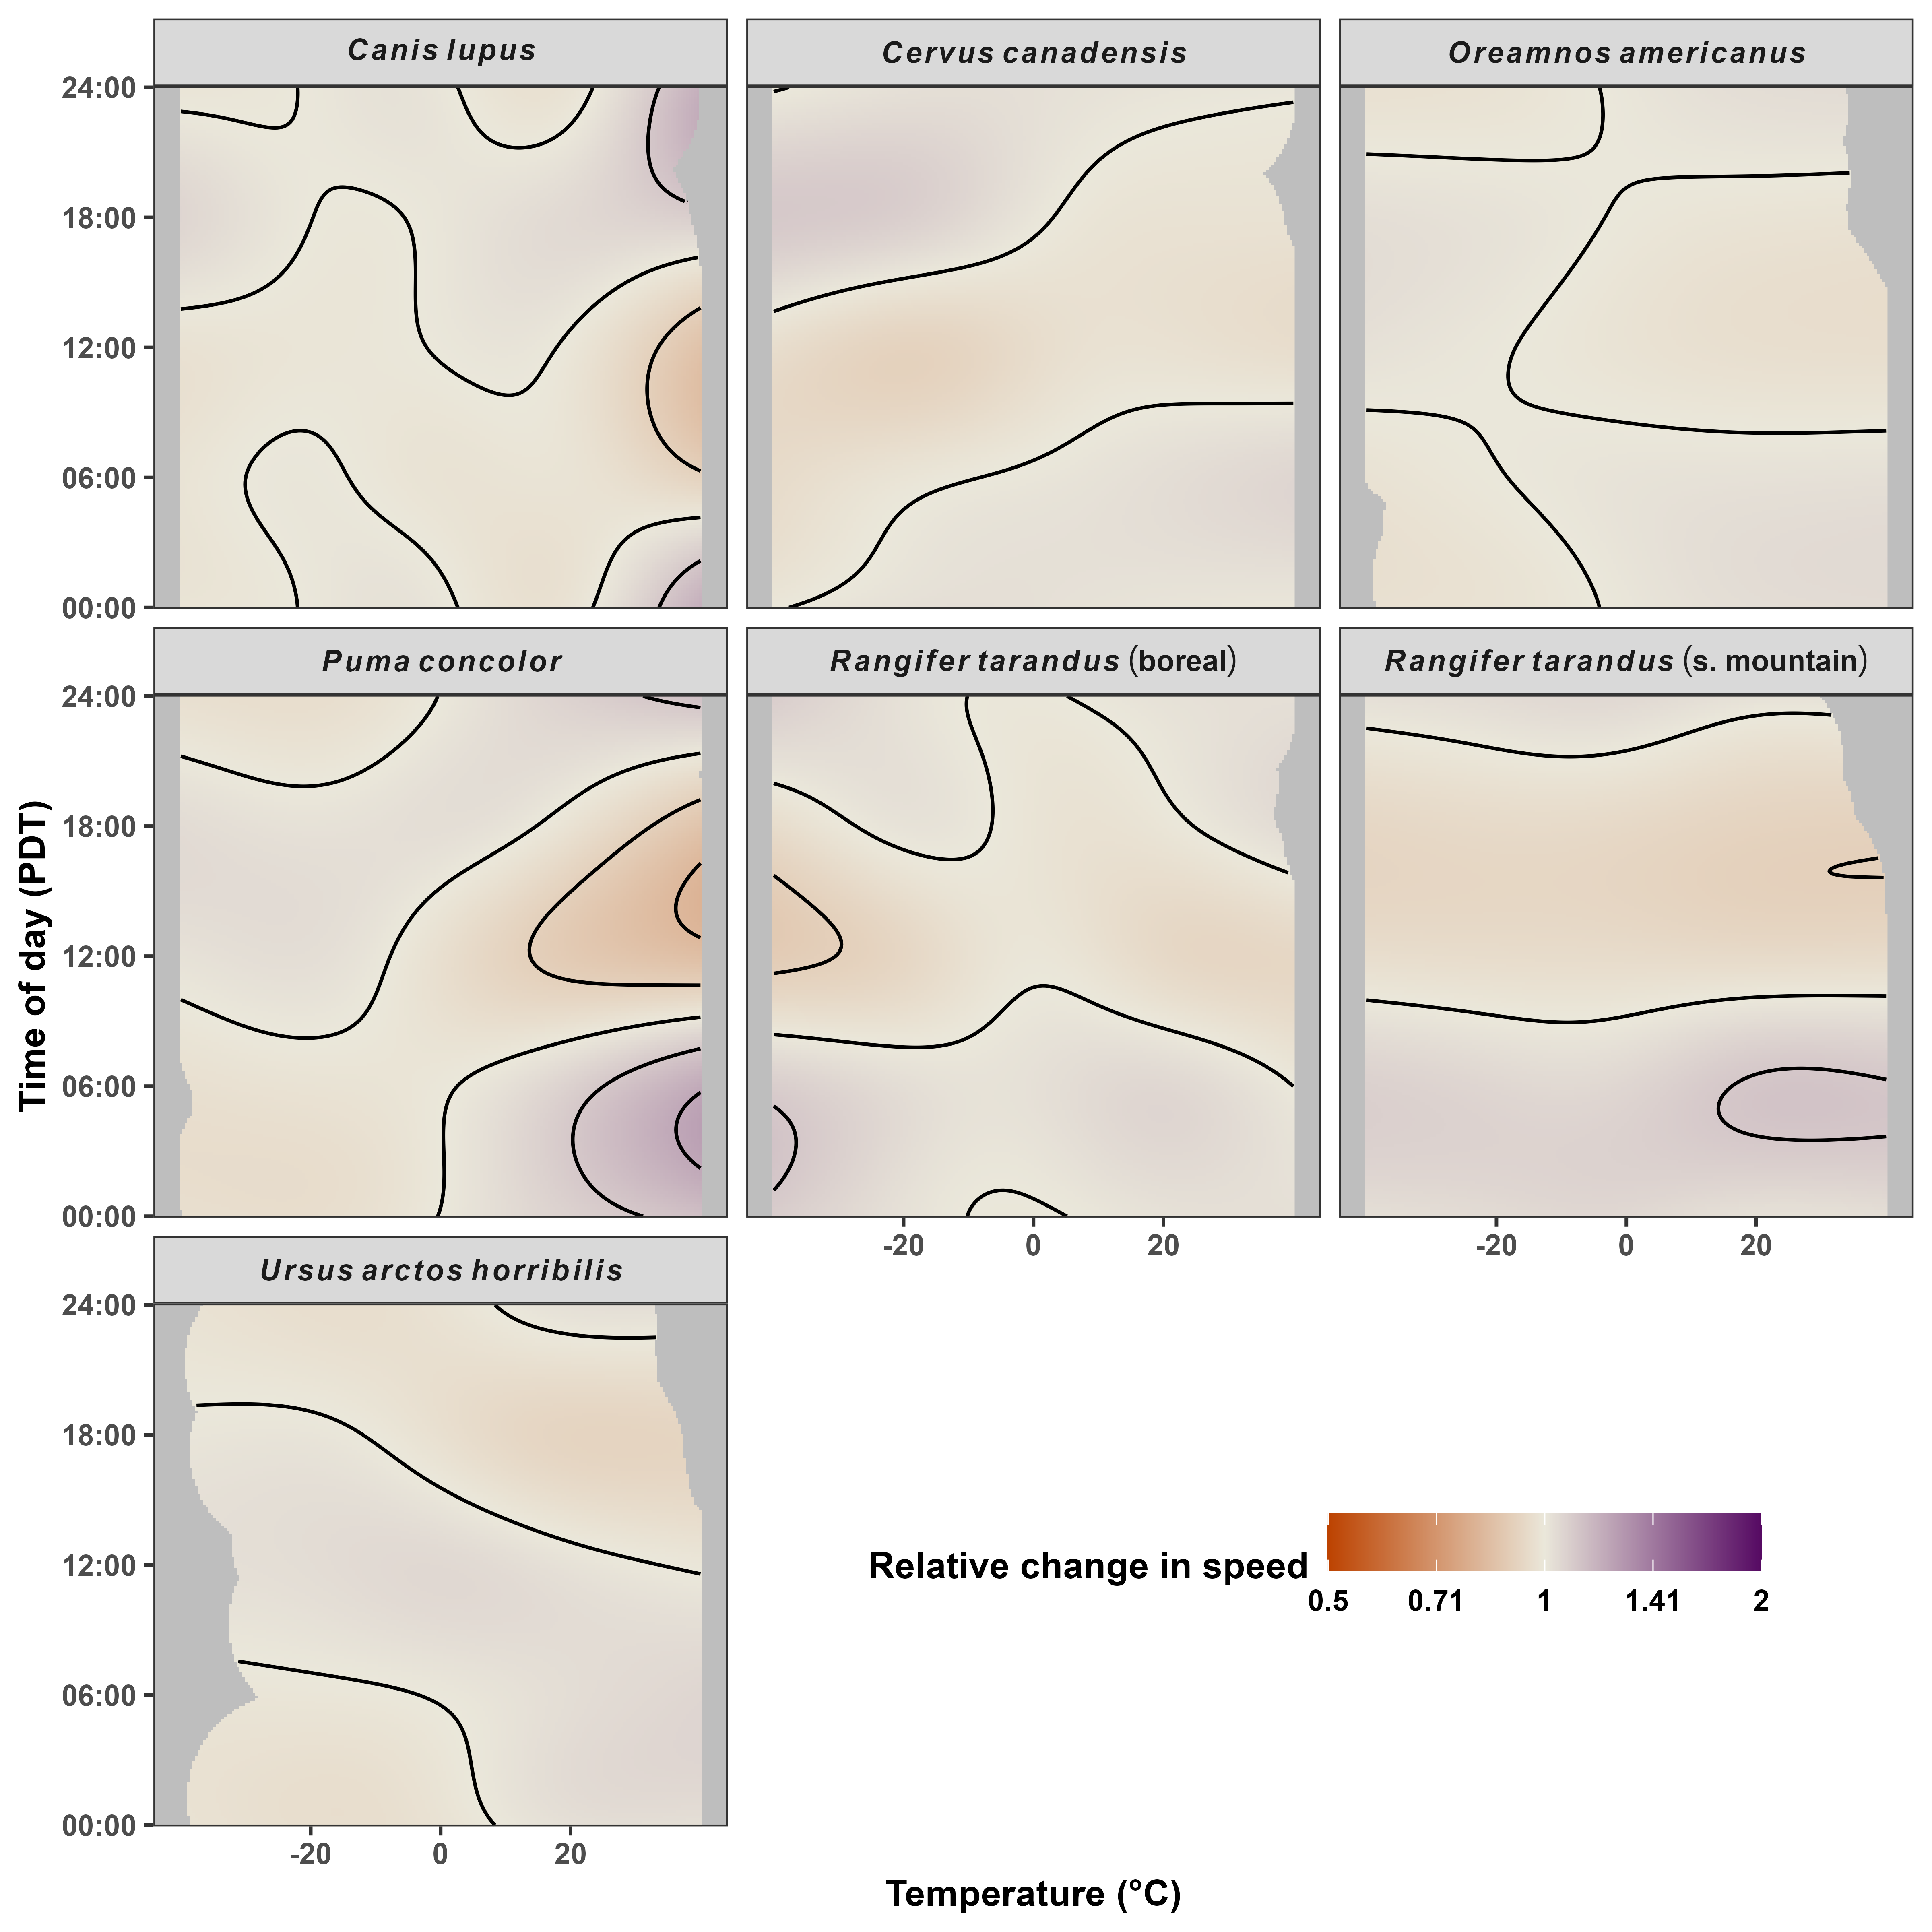 Canis lupus
Cervus canadensis
Oreamnos americanus
24:00
18:00
12:00
06:00
00:00
Puma concolor
Rangifer tarandus (boreal)
Rangifer tarandus (s. mountain)
24:00
18:00
12:00
06:00
00:00
-20 0 20
-20 0 20
Ursus arctos horribilis
24:00
18:00
12:00
06:00
00:00
-20 0 20
Time of day (PDT)
Relative change in speed
0.5 0.71 1 1.41 2
Temperature (°C)